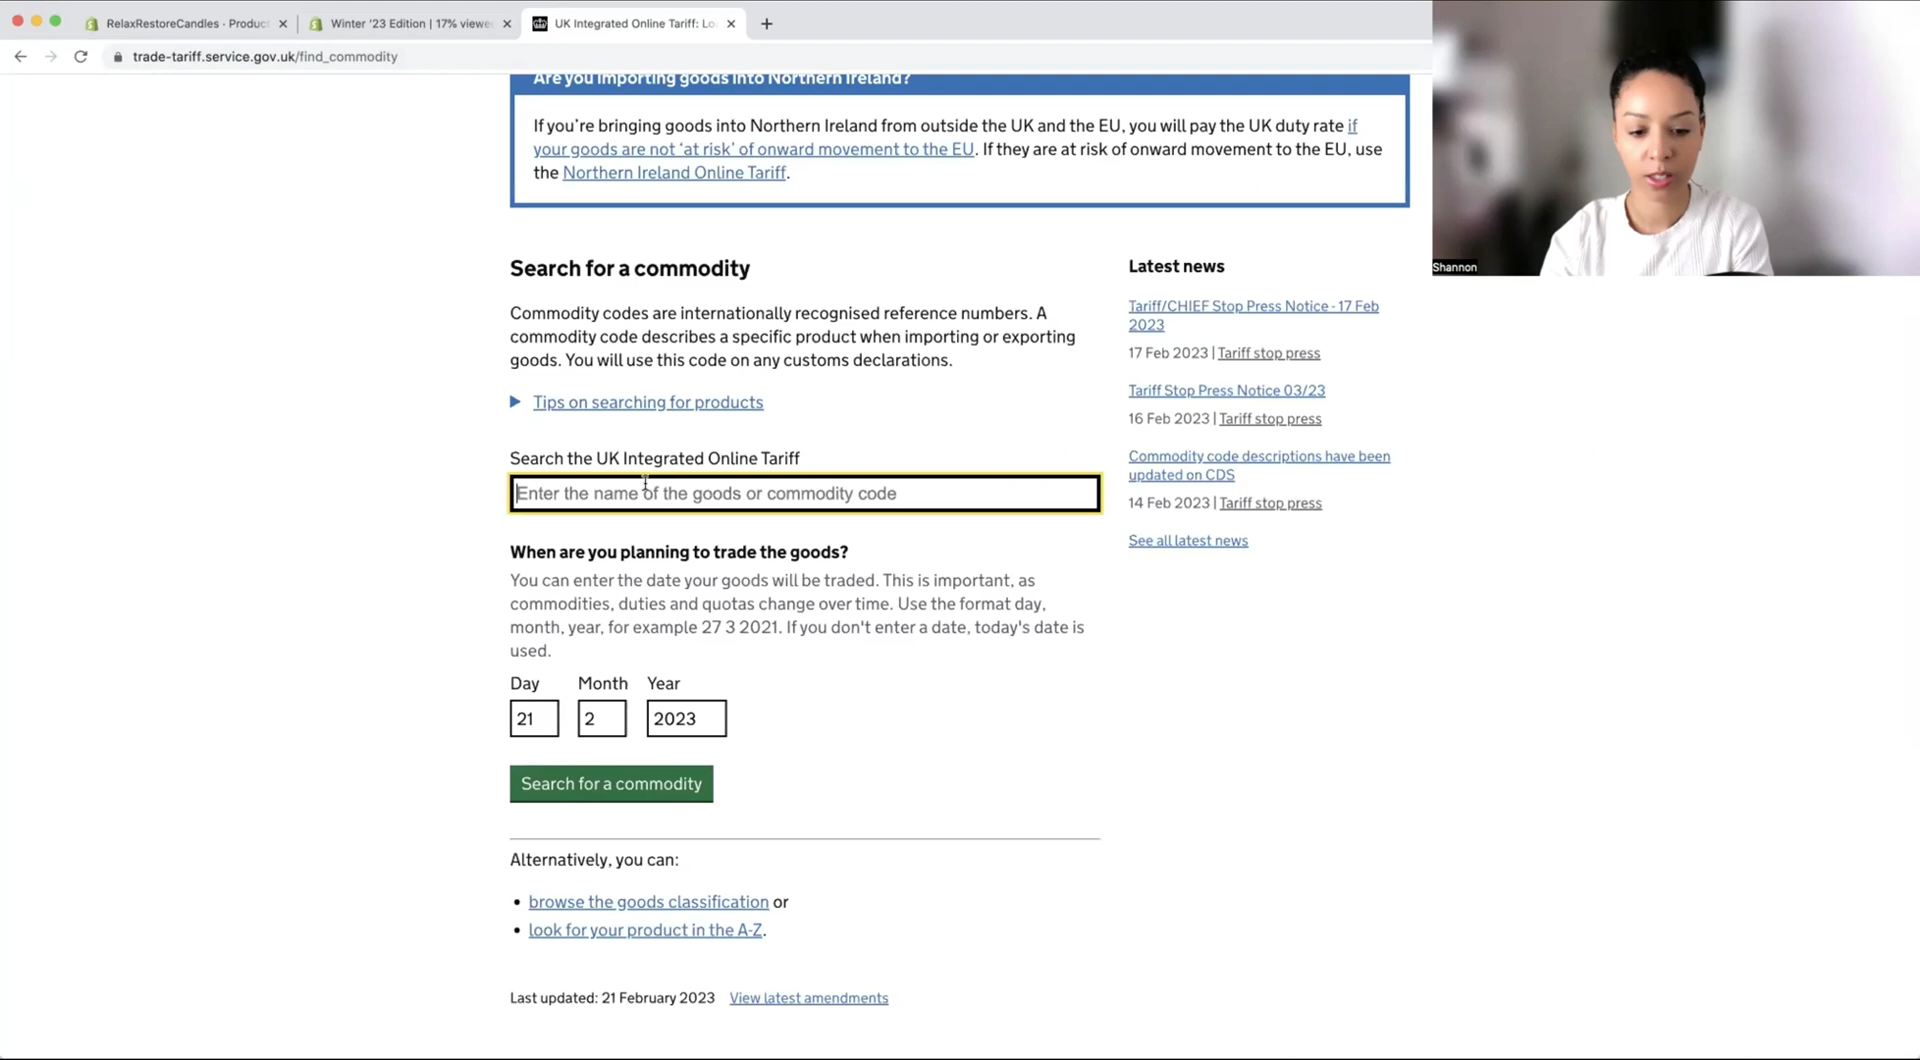 RelaxRestoreCandles · Product
Winter '23 Edition | 17% viewe
UK Integrated Online Tariff: Lo
trade-tariff.service.gov.uk/find_commodity
Are you importing goods into Northern Ireland?
If you're bringing goods into Northern Ireland from outside the UK and the EU, you will pay the UK duty rate if
your goods are not 'at risk' of onward movement to the EU. If they are at risk of onward movement to the EU, use
the Northern Ireland Online Tariff.
Shannon
Search for a commodity
Commodity codes are internationally recognised reference numbers. A
commodity code describes a specific product when importing or exporting
goods. You will use this code on any customs declarations.
Tips on searching for products
Search the UK Integrated Online Tariff
Enter the name of the goods or commodity code
When are you planning to trade the goods?
You can enter the date your goods will be traded. This is important, as
commodities, duties and quotas change over time. Use the format day,
month, year, for example 27 3 2021. If you don't enter a date, today's date is
used.
Day Month Year
21 2 2023
Search for a commodity
Alternatively, you can:
• browse the goods classification or
• look for your product in the A-Z.
Last updated: 21 February 2023 View latest amendments
Latest news
Tariff/CHIEF Stop Press Notice - 17 Feb
2023
17 Feb 2023 | Tariff stop press
Tariff Stop Press Notice 03/23
16 Feb 2023 | Tariff stop press
Commodity code descriptions have been
updated on CDS
14 Feb 2023 | Tariff stop press
See all latest news